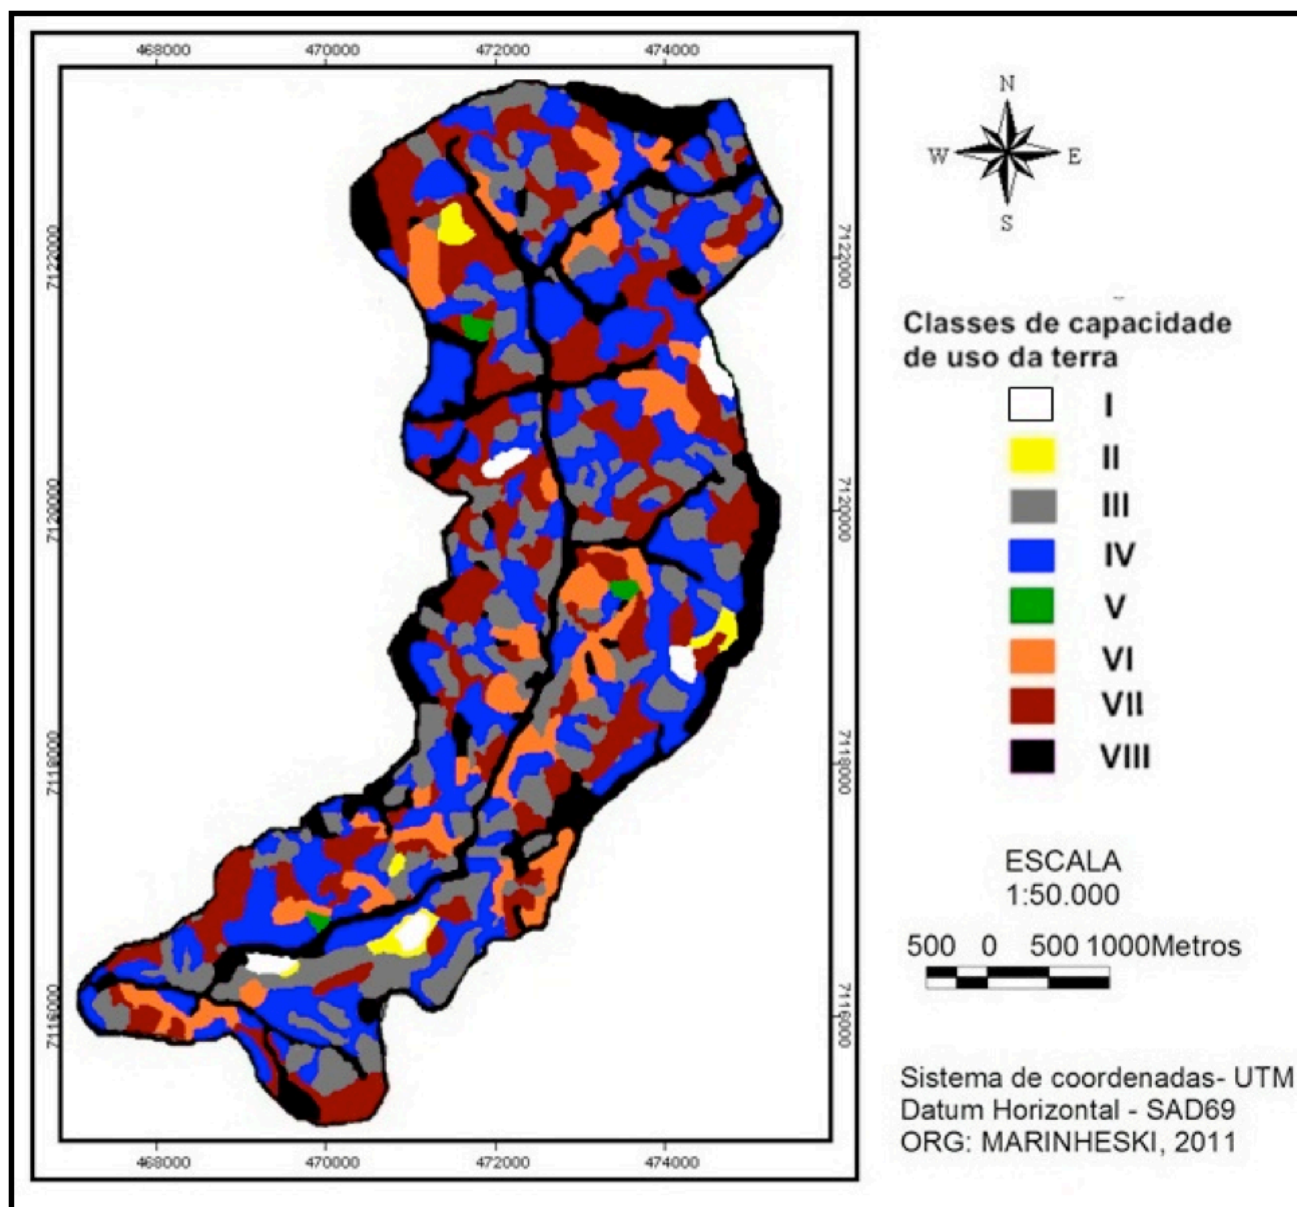 468000 470000 472000 474000
N
W E
S
7122000 7122000
Classes de capacidade
de uso da terra
I
II
III
IV
V
VI
VII
VIII
7120000 7120000
7118000 7118000
ESCALA
1:50.000
500 0 500 1000Metros
7116000 7116000
Sistema de coordenadas- UTM
Datum Horizontal - SAD69
ORG: MARINHESKI, 2011
468000 470000 472000 474000